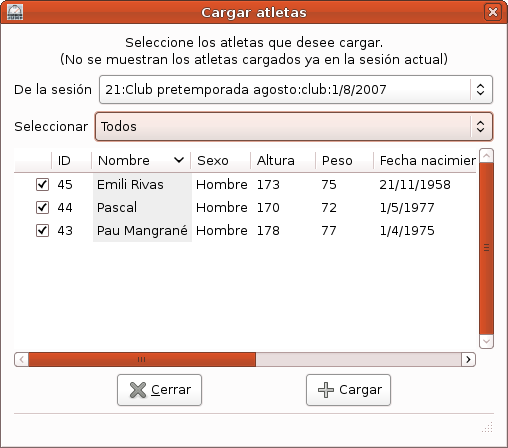 Cargar atletas
Seleccione los atletas que desee cargar.
(No se muestran los atletas cargados ya en la sesión actual)
De la sesión 21:Club pretemporada agosto:club:1/8/2007
Seleccionar Todos
ID Nombre Sexo Altura Peso Fecha nacimier
45 Emili Rivas Hombre 173 75 21/11/1958
44 Pascal Hombre 170 72 1/5/1977
43 Pau Mangrané Hombre 178 77 1/4/1975
Cerrar Cargar